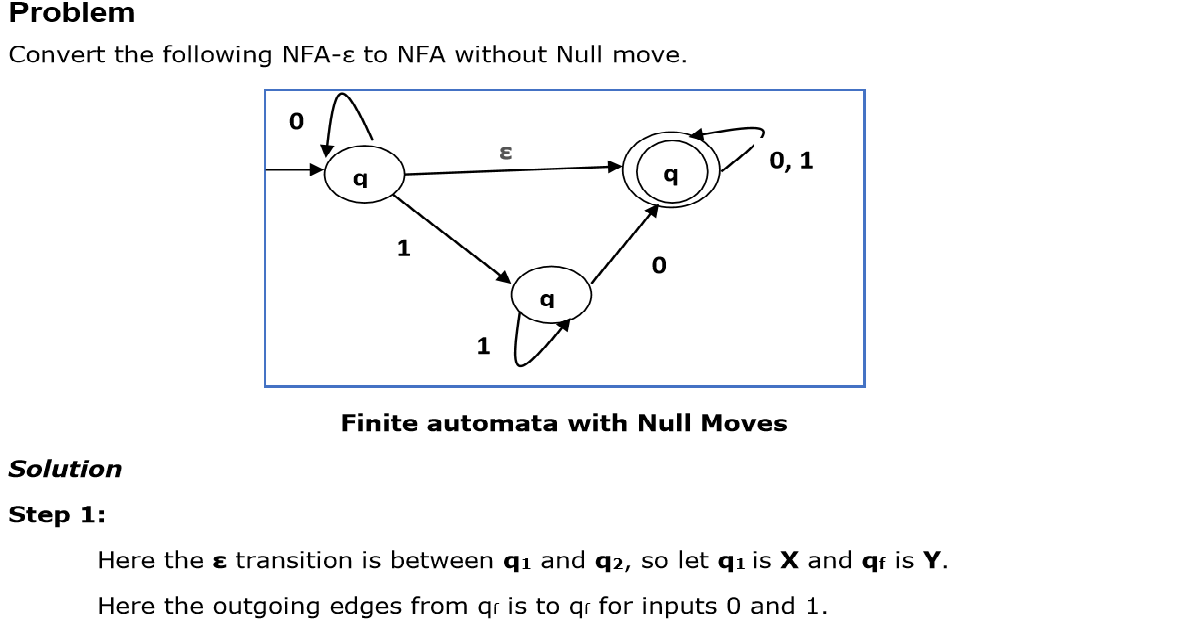 Problem
Convert the following NFA-ε to NFA without Null move.
0
ε
q
q
0, 1
1
0
q
1
Finite automata with Null Moves
Solution
Step 1:
Here the ε transition is between q₁ and q₂, so let q₁ is X and qf is Y.
Here the outgoing edges from qf is to qf for inputs 0 and 1.